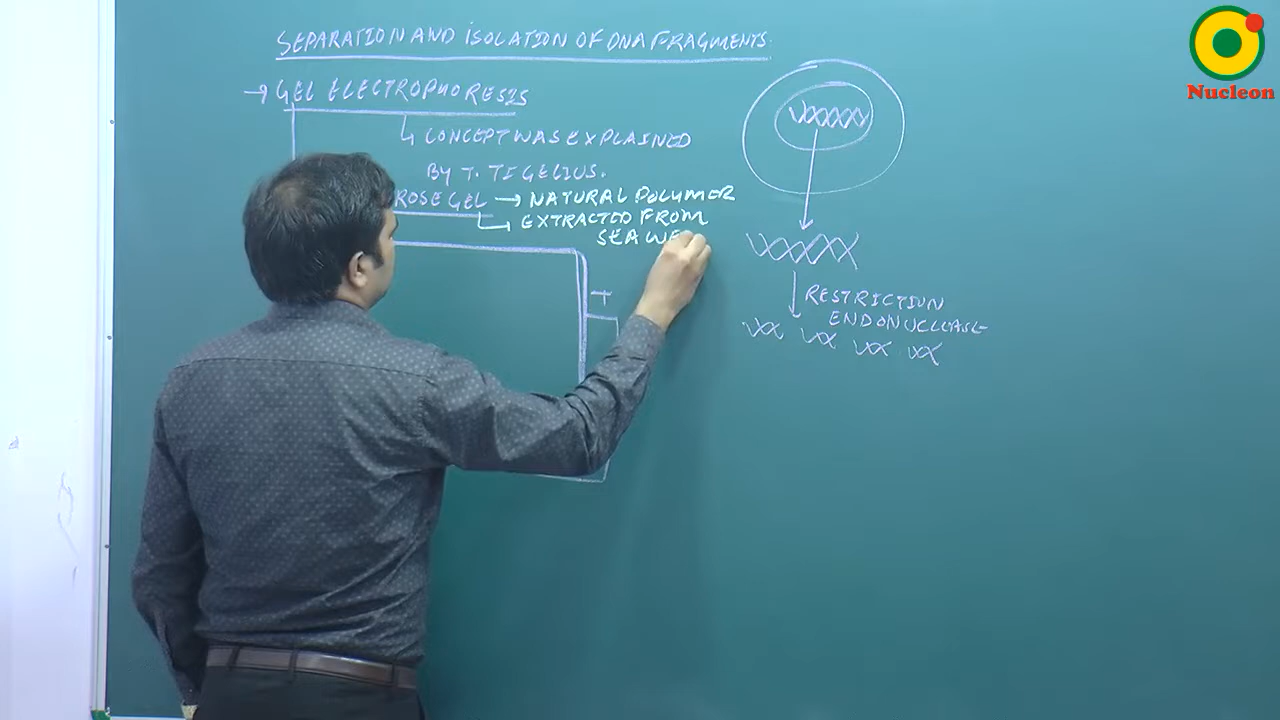 SEPARATION AND ISOLATION OF DNA FRAGMENTS
GEL ELECTROPHORESIS
CONCEPT WAS EXPLAINED
BY T. TIGELIUS.
ROSE GEL → NATURAL POLYMER
EXTRACTED FROM
SEA WE
+
RESTRICTION
ENDONUCLEASE
Nucleon